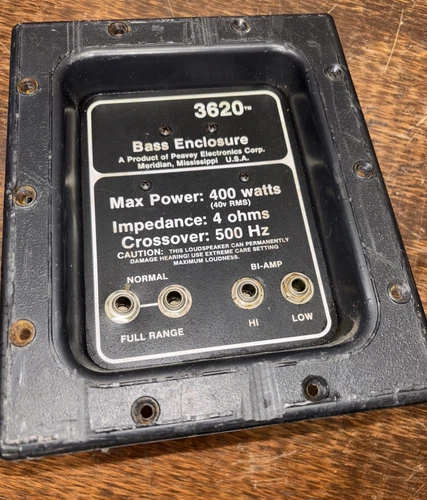 3620™
Bass Enclosure
A Product of Peavey Electronics Corp.
Meridian, Mississippi U.S.A.
Max Power: 400 watts
(40v RMS)
Impedance: 4 ohms
Crossover: 500 Hz
CAUTION: THIS LOUDSPEAKER CAN PERMANENTLY
DAMAGE HEARING! USE EXTREME CARE SETTING
MAXIMUM LOUDNESS.
NORMAL BI-AMP
FULL RANGE HI LOW